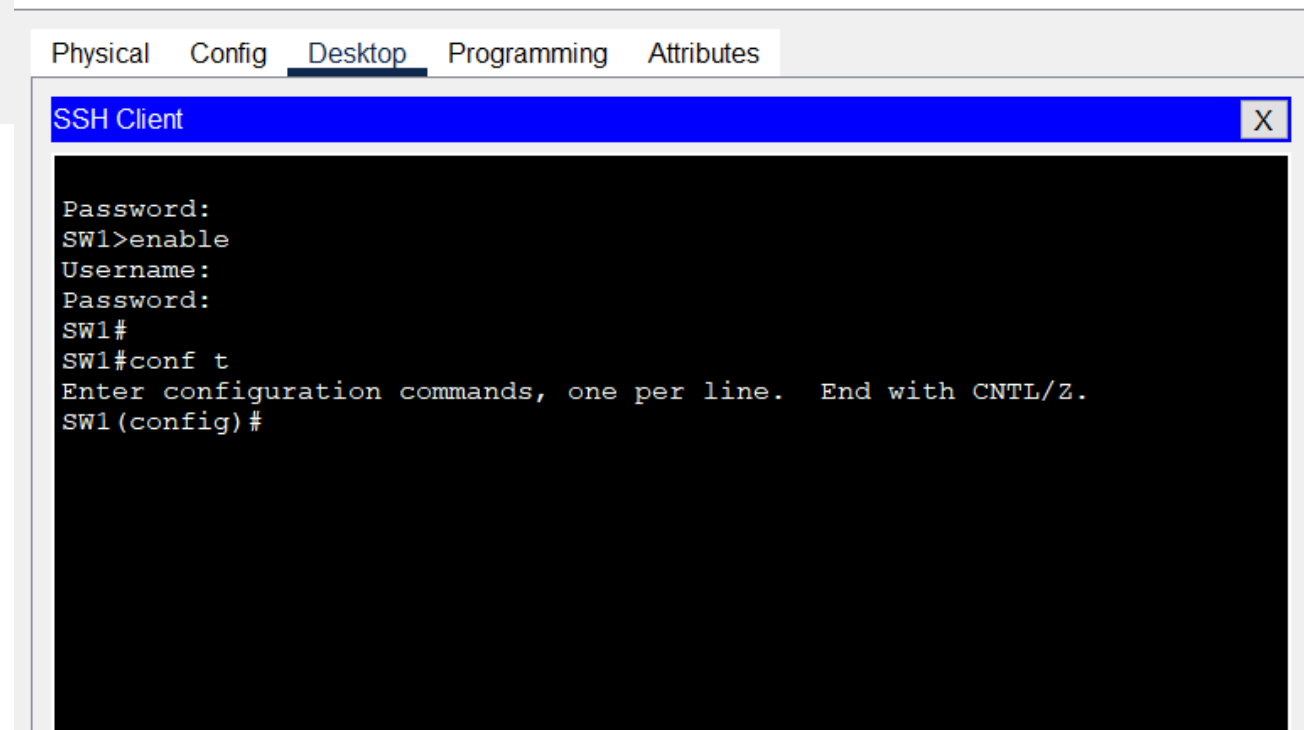 Physical Config Desktop Programming Attributes
SSH Client X
Password:
SW1>enable
Username:
Password:
SW1#
SW1#conf t
Enter configuration commands, one per line.  End with CNTL/Z.
SW1(config)#